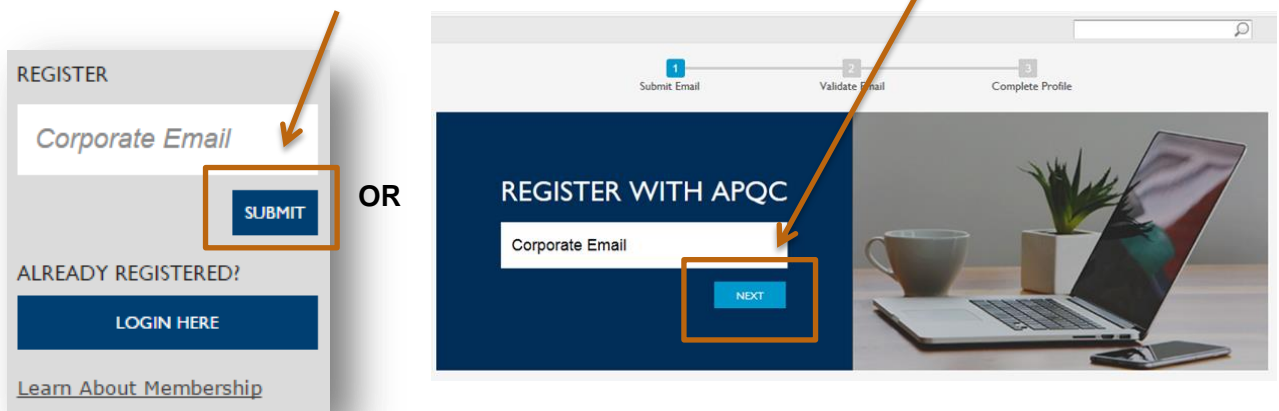 REGISTER
Corporate Email
SUBMIT
ALREADY REGISTERED?
LOGIN HERE
Learn About Membership
OR
1 2 3
Submit Email Validate Email Complete Profile
REGISTER WITH APQC
Corporate Email
NEXT